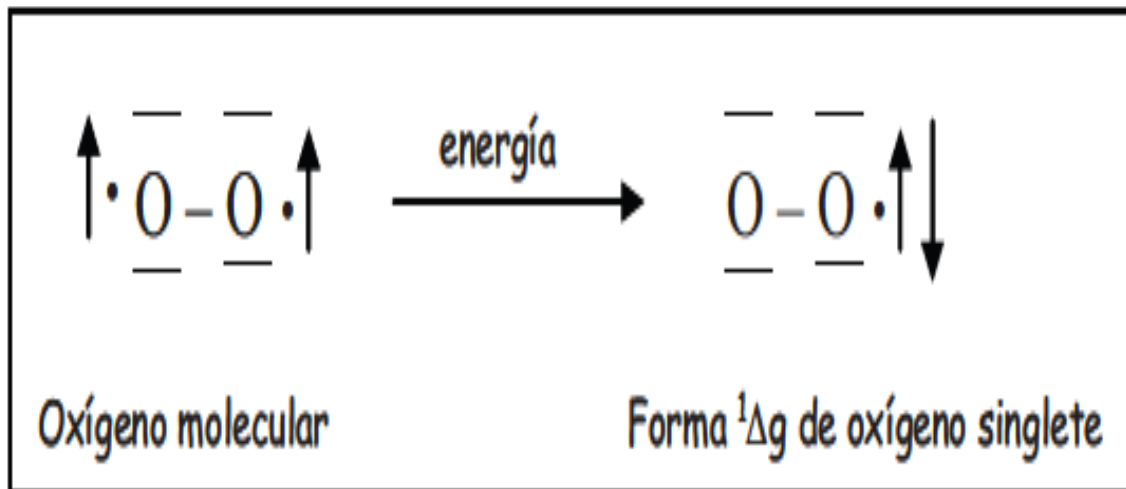 energía
· O – O ·
O – O ·
Oxígeno molecular
Forma ¹Δg de oxígeno singlete